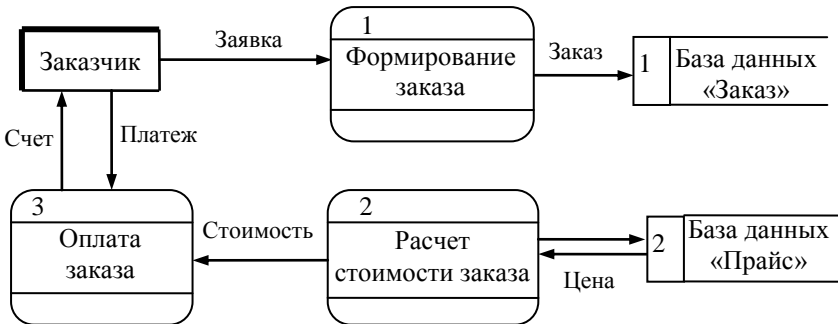 1
Заказчик
Заявка
Формирование
заказа
Заказ
1
База данных
«Заказ»
Счет
Платеж
3
Оплата
заказа
Стоимость
2
Расчет
стоимости заказа
Цена
2
База данных
«Прайс»